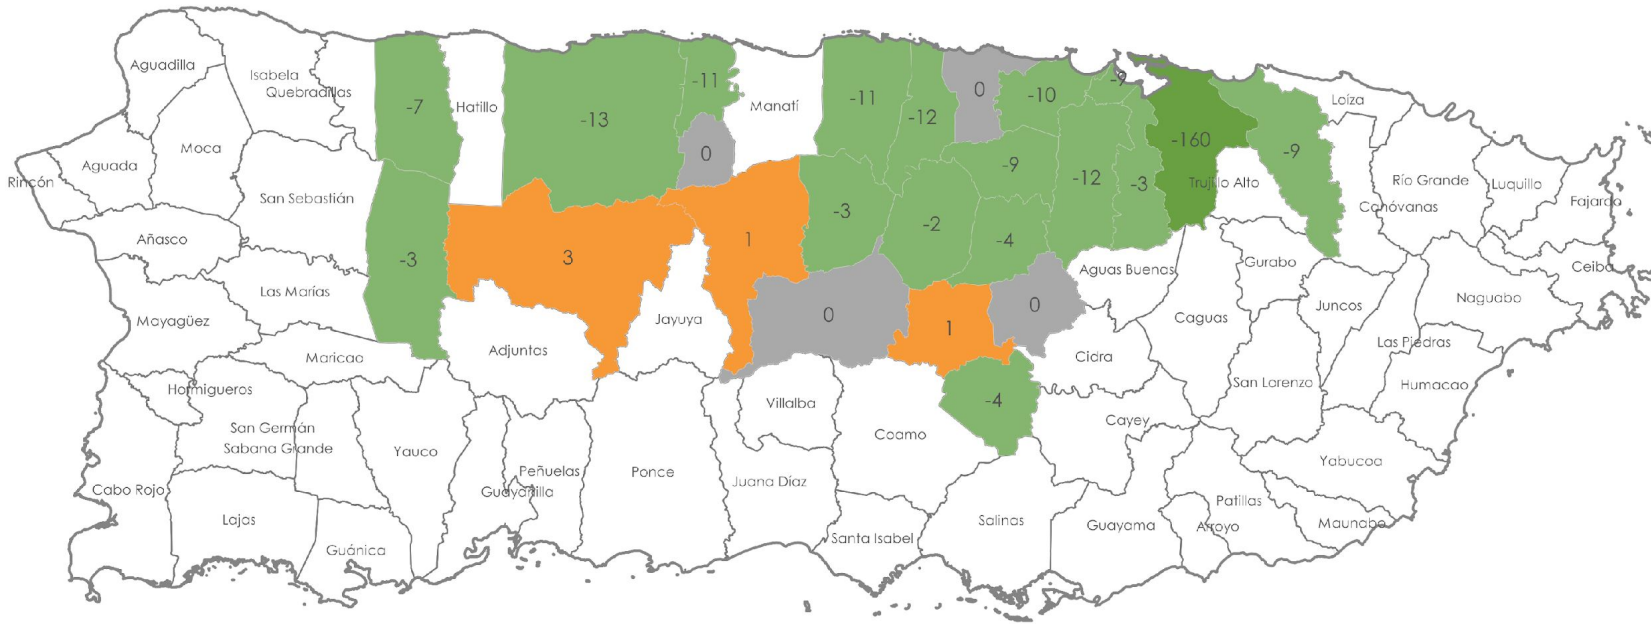 Aguadilla
Isabela
Quebradillas
-7
Hatillo
-13
-11
Manatí
-11
-12
0
-10
-9
-160
-9
Loíza
Rincón
Aguada
Moca
San Sebastián
0
-9
-12
-3
Trujillo Alto
Canóvanas
Río Grande
Luquillo
Fajardo
Añasco
-3
3
1
-3
-2
-4
Mayagüez
Las Marías
Jayuya
0
1
0
Aguas Buenas
Caguas
Gurabo
Juncos
Naguabo
Ceiba
Maricao
Adjuntas
Cidra
Las Piedras
Hormigueros
San Germán
Sabana Grande
Yauco
Villalba
-4
San Lorenzo
Humacao
Cabo Rojo
Lajas
Guánica
Guayanilla
Peñuelas
Ponce
Juana Díaz
Coamo
Cayey
Yabucoa
Santa Isabel
Salinas
Guayama
Arroyo
Patillas
Maunabo